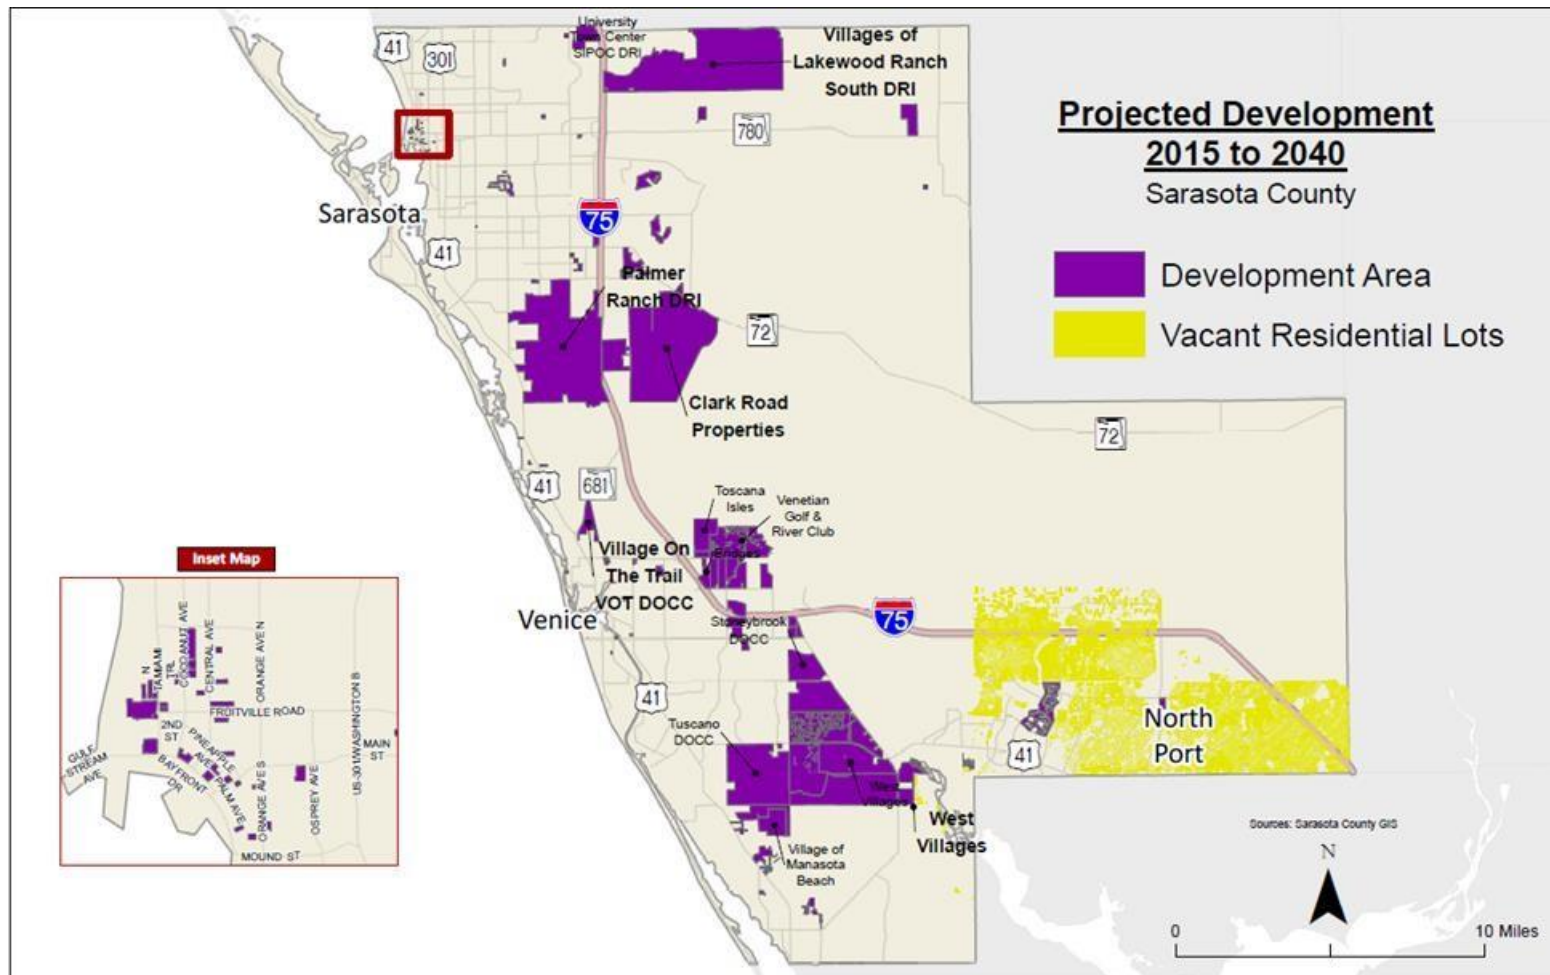 Projected Development
2015 to 2040
Sarasota County
Development Area
Vacant Residential Lots
University
Town Center
SIPOC DRI
Villages of
Lakewood Ranch
South DRI
41
301
780
Sarasota
75
41
Palmer
Ranch DRI
72
Clark Road
Properties
72
41
681
Toscana
Isles
Venetian
Golf &
River Club
Bridges
Village On
The Trail
VOT DOCC
Venice
Stoneybrook
DOCC
75
41
Tuscano
DOCC
West
Villages
West
Villages
Village of
Manasota
Beach
North
Port
41
Sources: Sarasota County GIS
N
0
10 Miles
Inset Map
N
TAMIAMI
TRL
COCOANUT AVE
CENTRAL AVE
ORANGE AVE N
FRUITVILLE ROAD
2ND
ST
PINEAPPLE
AVE
GULF
STREAM
AVE
BAYFRONT
DR
PALM AVE
ORANGE AVE S
OSPREY AVE
US-301/WASHINGTON B
MAIN
ST
MOUND ST